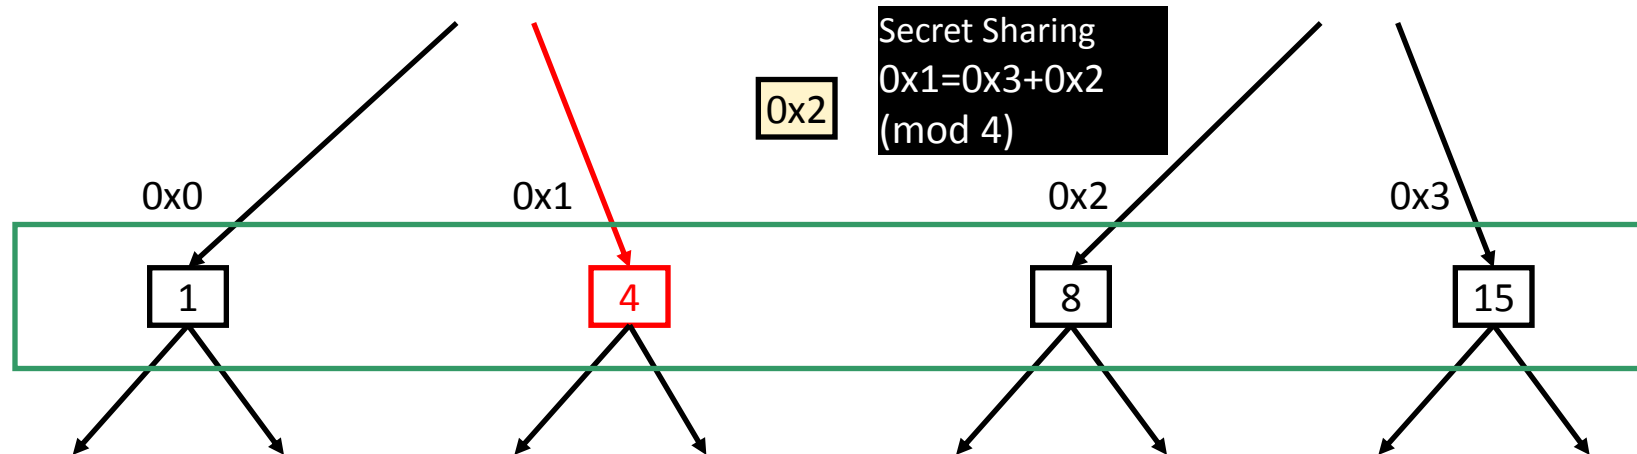 Secret Sharing
0x1=0x3+0x2
(mod 4)
0x2
0x0
0x1
0x2
0x3
1
4
8
15